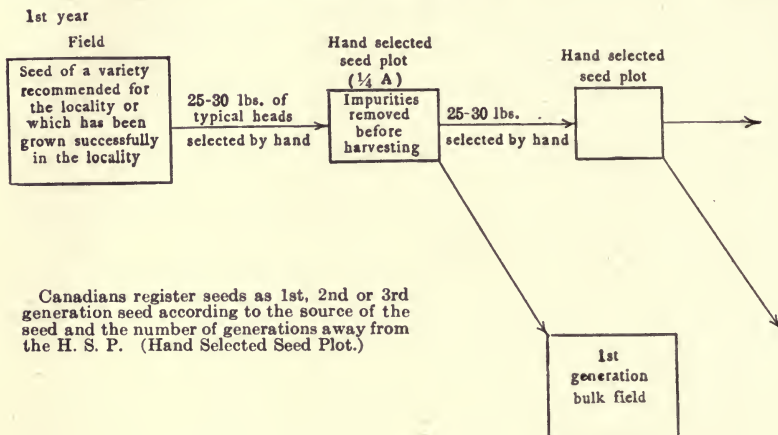 1st year
Field
Seed of a variety
recommended for
the locality or
which has been
grown successfully
in the locality
25-30 lbs. of
typical heads
selected by hand
Hand selected
seed plot
(¼ A)
Impurities
removed
before
harvesting
25-30 lbs.
selected by hand
Hand selected
seed plot
Canadians register seeds as 1st, 2nd or 3rd
generation seed according to the source of the
seed and the number of generations away from
the H. S. P. (Hand Selected Seed Plot.)
1st
generation
bulk field